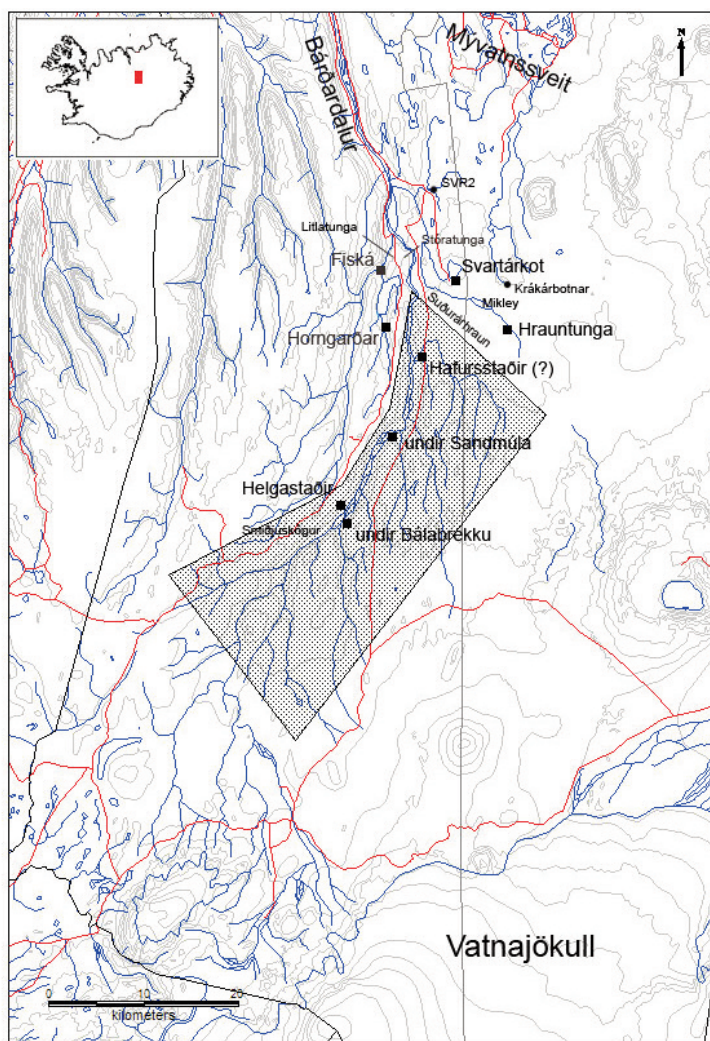 N
Myvatnssveit
Bárðardalur
SVR2
Litlatunga
Stóratunga
Fiská
Svartárkot
Krákárbotnar
Mikley
Suðurárhraun
Hrauntunga
Horngarðar
Hafursstaðir (?)
undir Sandmúla
Helgastaðir
Smiðjuskógur
undir Bálabrekku
Vatnajökull
0 10 20
kilometers